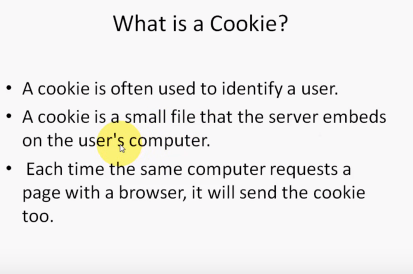 What is a Cookie?
• A cookie is often used to identify a user.
• A cookie is a small file that the server embeds
on the user's computer.
• Each time the same computer requests a
page with a browser, it will send the cookie
too.